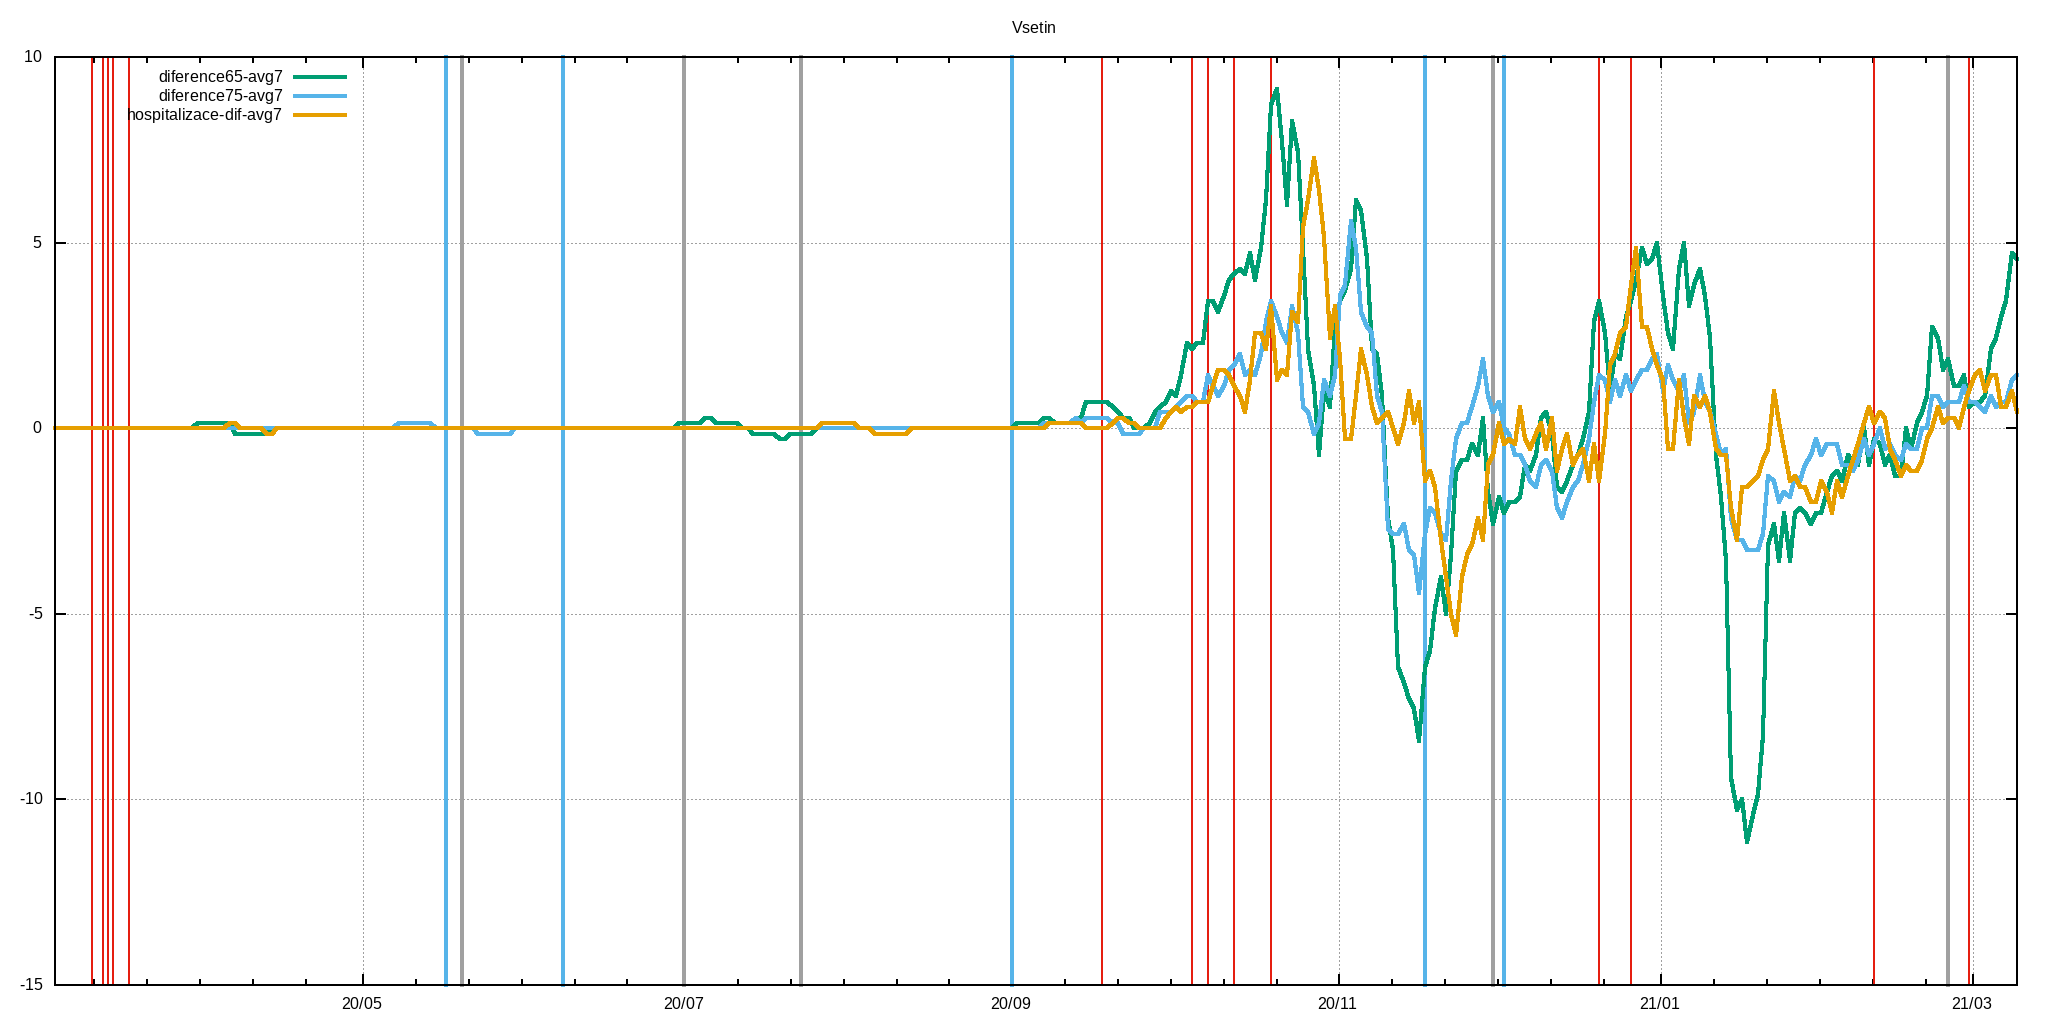 Vsetin
10
diference65-avg7
diference75-avg7
hospitalizace-dif-avg7
5
0
-5
-10
-15
20/05 20/07 20/09 20/11 21/01 21/03